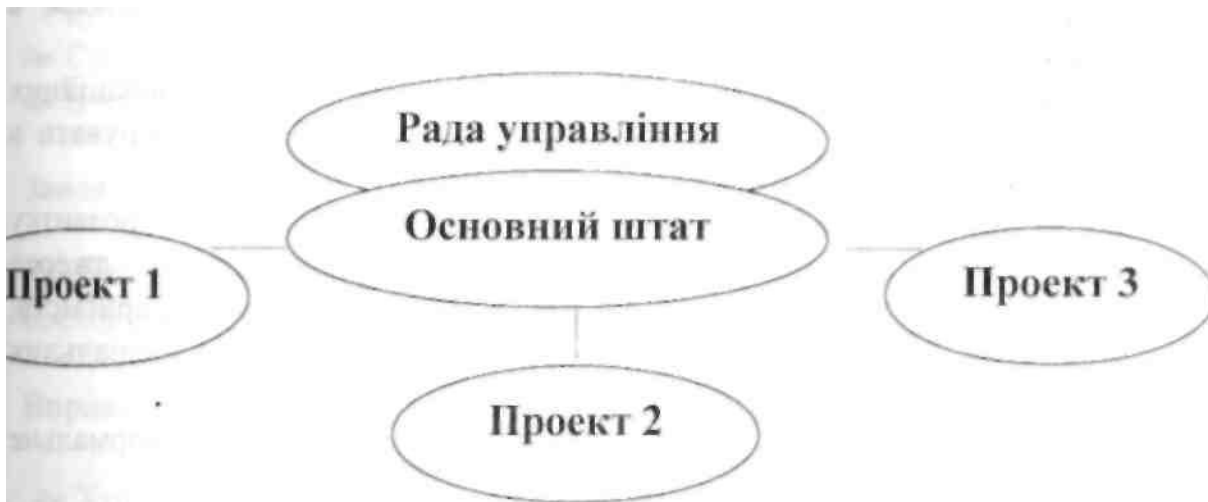 Рада управління
Основний штат
Проект 1
Проект 3
Проект 2